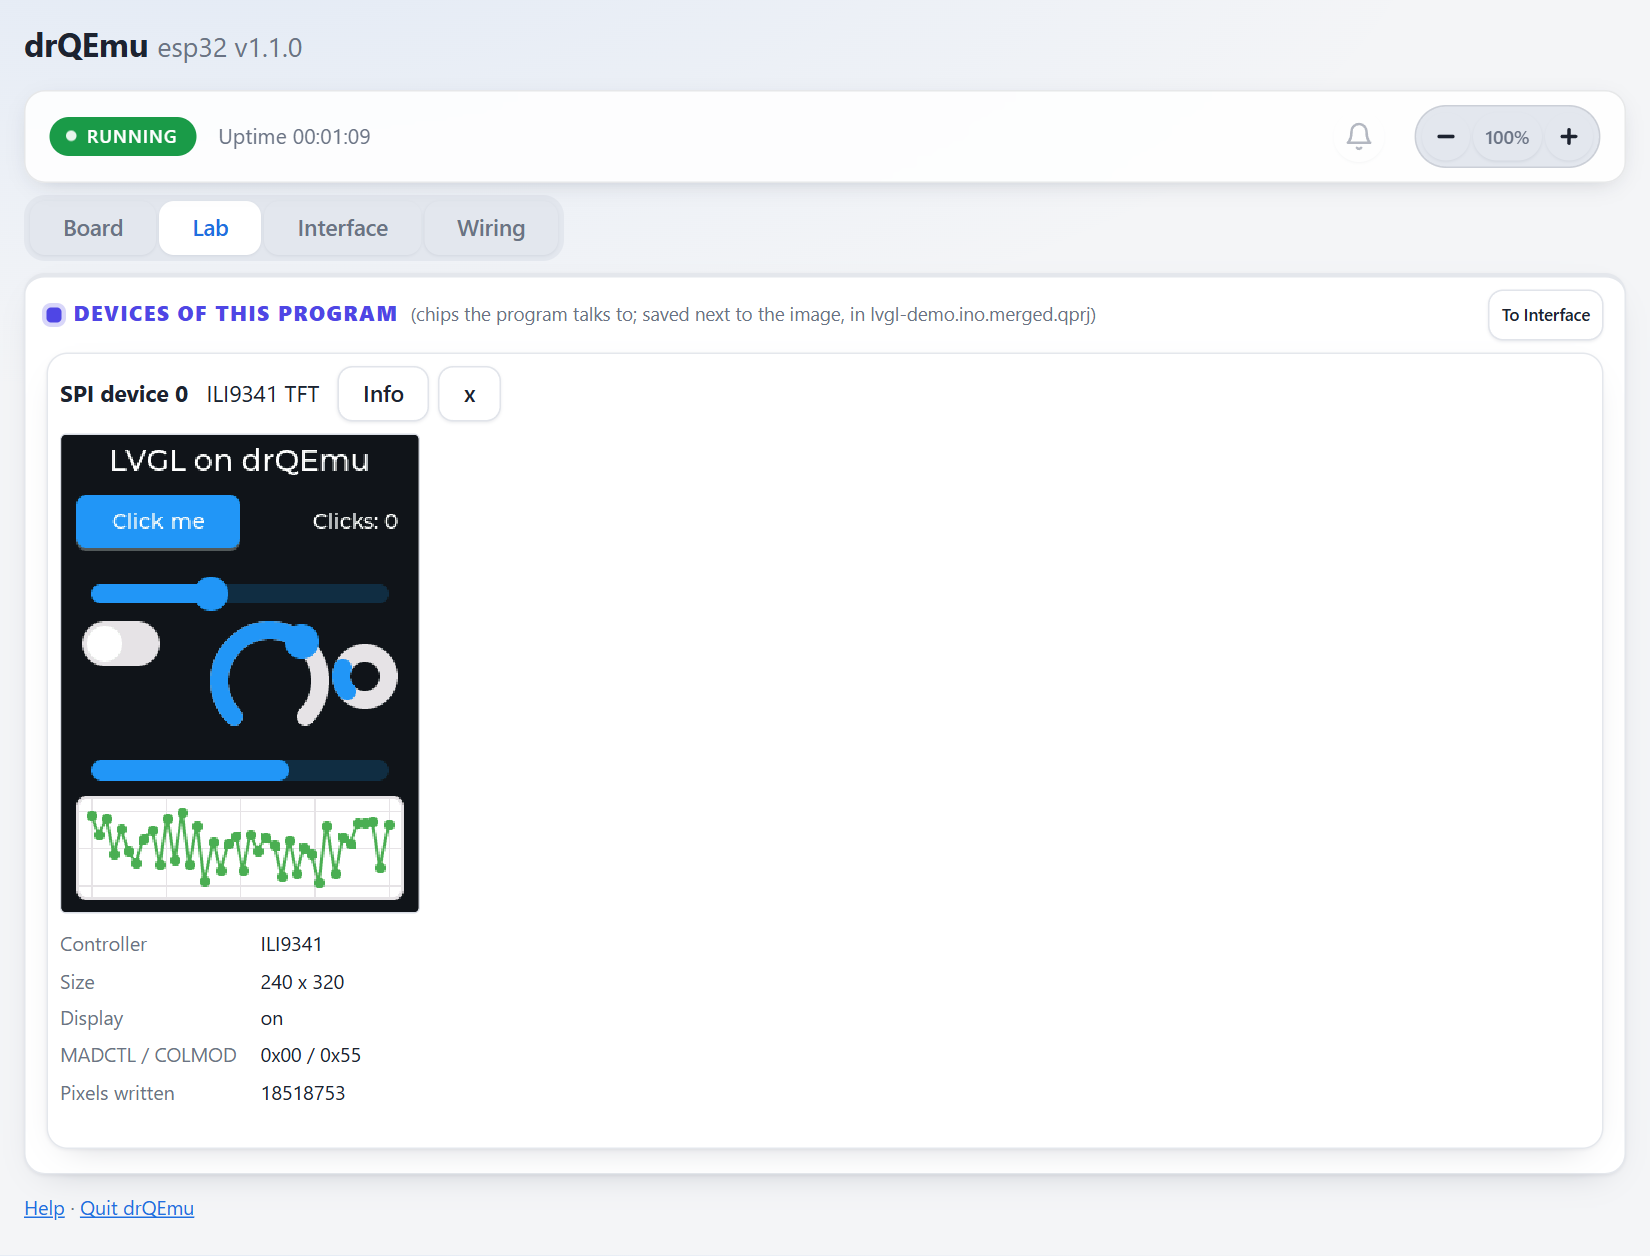 drQEmu esp32 v1.1.0
RUNNING Uptime 00:01:09 100%
Board Lab Interface Wiring
DEVICES OF THIS PROGRAM (chips the program talks to; saved next to the image, in lvgl-demo.ino.merged.qprj) To Interface
SPI device 0 ILI9341 TFT Info x
LVGL on drQEmu
Click me Clicks: 0
Controller ILI9341
Size 240 x 320
Display on
MADCTL / COLMOD 0x00 / 0x55
Pixels written 18518753
Help · Quit drQEmu